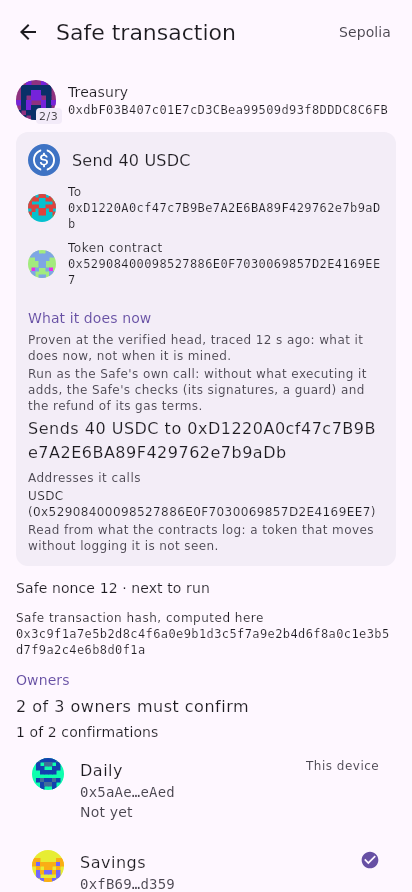 Safe transaction
Sepolia
Treasury
0xdbF03B407c01E7cD3CBea99509d93f8DDDC8C6FB
2/3
Send 40 USDC
To
0xD1220A0cf47c7B9Be7A2E6BA89F429762e7b9aD
b
Token contract
0x52908400098527886E0F7030069857D2E4169EE
7
What it does now
Proven at the verified head, traced 12 s ago: what it
does now, not when it is mined.
Run as the Safe's own call: without what executing it
adds, the Safe's checks (its signatures, a guard) and
the refund of its gas terms.
Sends 40 USDC to 0xD1220A0cf47c7B9B
e7A2E6BA89F429762e7b9aDb
Addresses it calls
USDC
(0x52908400098527886E0F7030069857D2E4169EE7)
Read from what the contracts log: a token that moves
without logging it is not seen.
Safe nonce 12 · next to run
Safe transaction hash, computed here
0x3c9f1a7e5b2d8c4f6a0e9b1d3c5f7a9e2b4d6f8a0c1e3b5
d7f9a2c4e6b8d0f1a
Owners
2 of 3 owners must confirm
1 of 2 confirmations
Daily
This device
0x5aAe…eAed
Not yet
Savings
0xfB69…d359